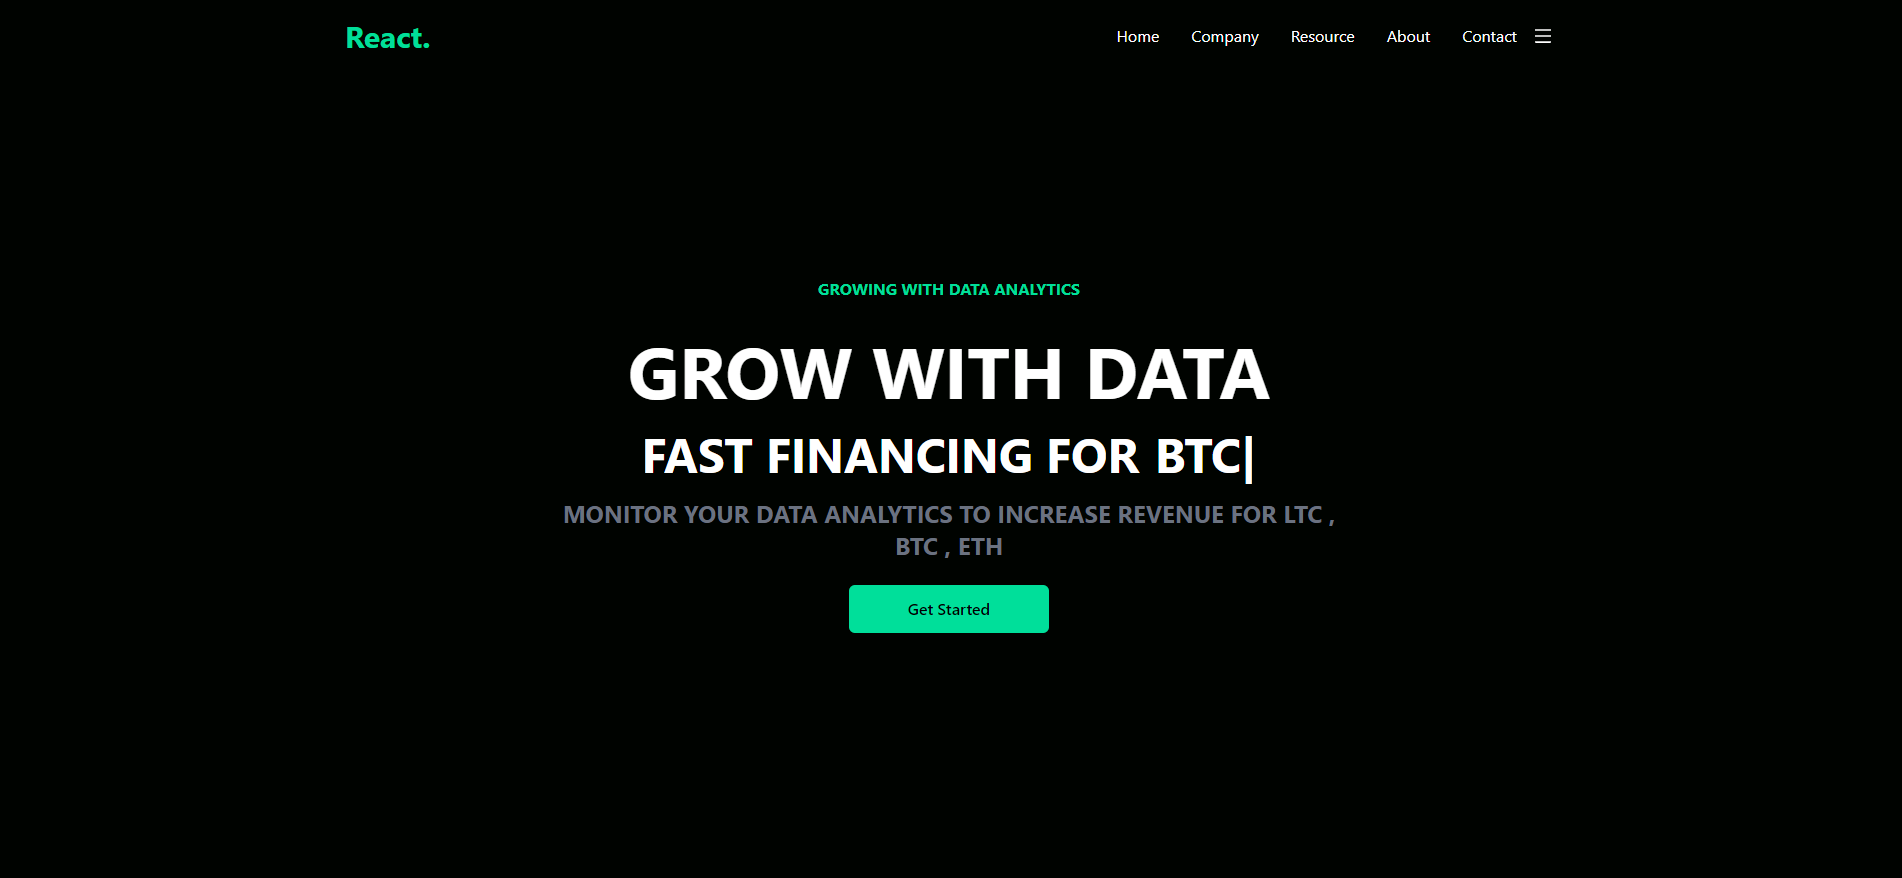 React.
Home Company Resource About Contact
GROWING WITH DATA ANALYTICS
GROW WITH DATA
FAST FINANCING FOR BTC|
MONITOR YOUR DATA ANALYTICS TO INCREASE REVENUE FOR LTC ,
BTC , ETH
Get Started